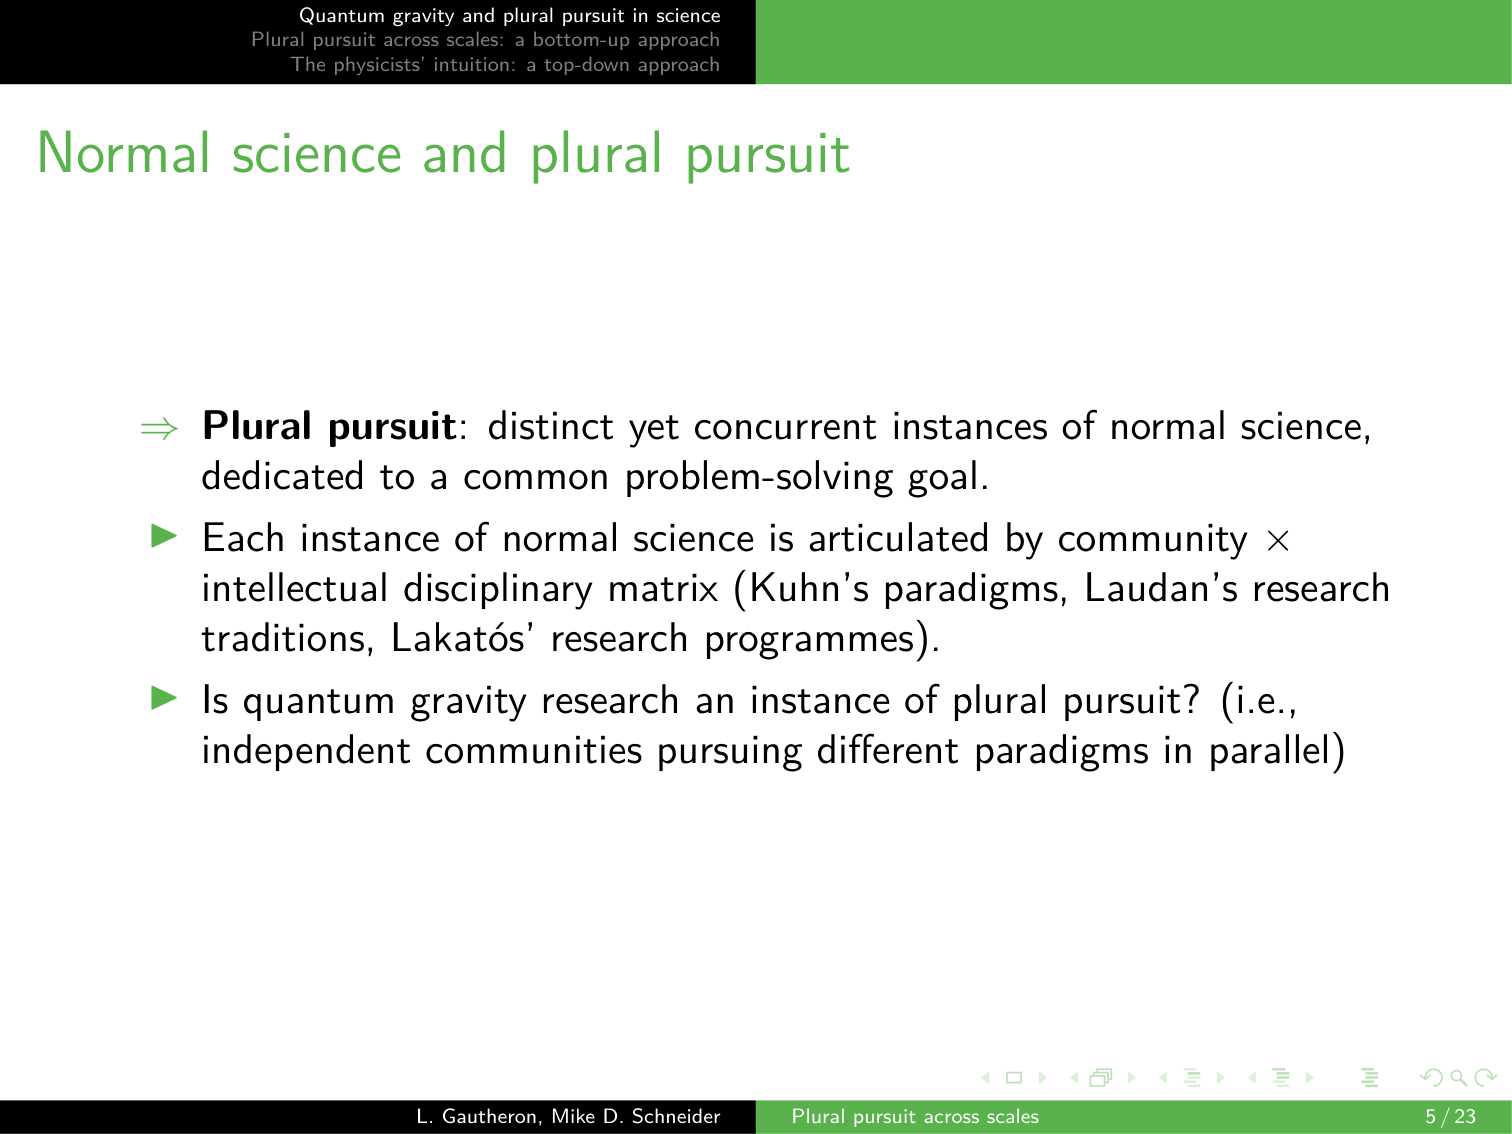 Quantum gravity and plural pursuit in science
Plural pursuit across scales: a bottom-up approach
The physicists' intuition: a top-down approach
Normal science and plural pursuit
⇒ Plural pursuit: distinct yet concurrent instances of normal science,
dedicated to a common problem-solving goal.
▶ Each instance of normal science is articulated by community ×
intellectual disciplinary matrix (Kuhn's paradigms, Laudan's research
traditions, Lakatós' research programmes).
▶ Is quantum gravity research an instance of plural pursuit? (i.e.,
independent communities pursuing different paradigms in parallel)
L. Gautheron, Mike D. Schneider
Plural pursuit across scales
5 / 23